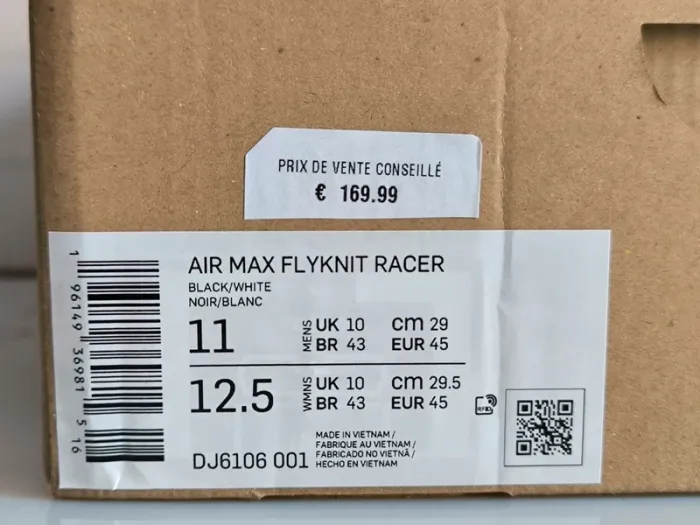 PRIX DE VENTE CONSEILLÉ
€ 169.99
AIR MAX FLYKNIT RACER
BLACK/WHITE
NOIR/BLANC
11
MENS
UK 10 cm 29
BR 43 EUR 45
12.5
WMNS
UK 10 cm 29.5
BR 43 EUR 45
RFID
DJ6106 001
MADE IN VIETNAM /
FABRIQUE AU VIETNAM /
FABRICADO NO VIETNÃ /
HECHO EN VIETNAM
1 96149 36981 5 16